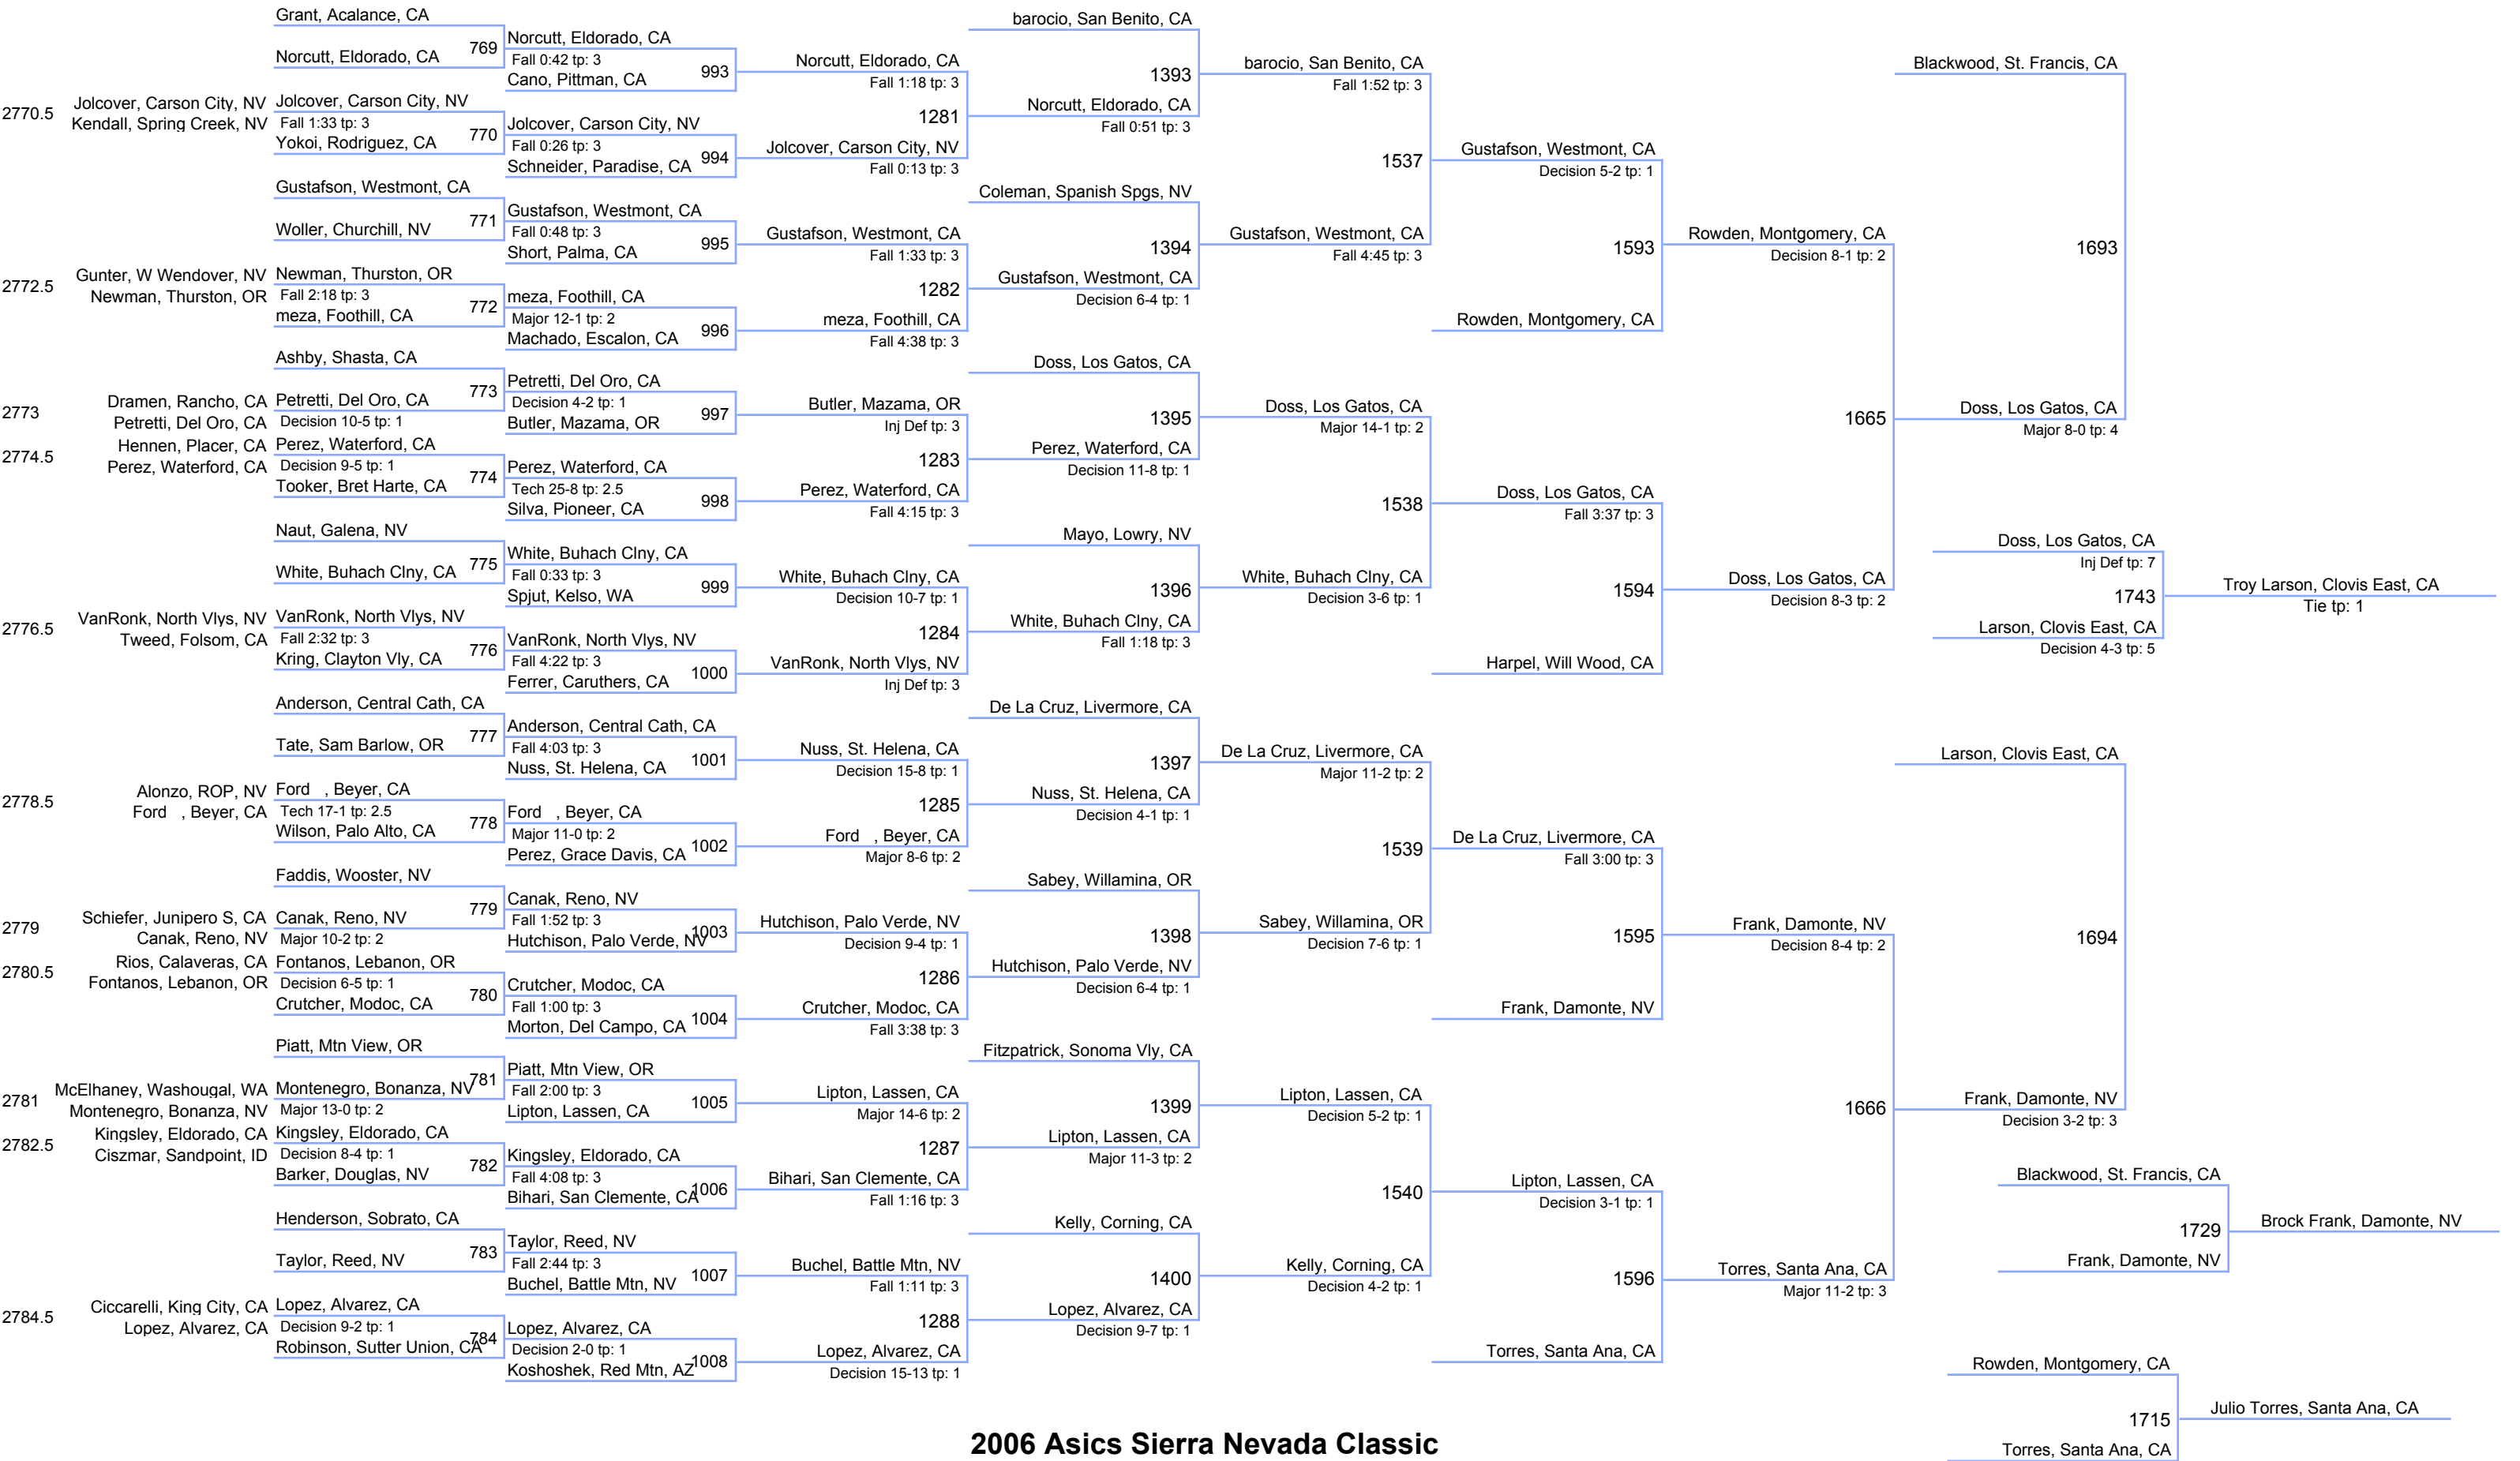 2770.5
Jolcover, Carson City, NV
Kendall, Spring Creek, NV
2772.5
Gunter, W Wendover, NV
Newman, Thurston, OR
2773
Dramen, Rancho, CA
Petretti, Del Oro, CA
2774.5
Hennen, Placer, CA
Perez, Waterford, CA
2776.5
VanRonk, North Vlys, NV
Tweed, Folsom, CA
2778.5
Alonzo, ROP, NV
Ford , Beyer, CA
2779
Schiefer, Junipero S, CA
Canak, Reno, NV
2780.5
Rios, Calaveras, CA
Fontanos, Lebanon, OR
2781
McElhaney, Washougal, WA
Montenegro, Bonanza, NV
2782.5
Kingsley, Eldorado, CA
Ciszmar, Sandpoint, ID
2784.5
Ciccarelli, King City, CA
Lopez, Alvarez, CA
Grant, Acalance, CA
769
Norcutt, Eldorado, CA
Jolcover, Carson City, NV
Fall 1:33 tp: 3
770
Yokoi, Rodriguez, CA
Gustafson, Westmont, CA
771
Woller, Churchill, NV
Newman, Thurston, OR
Fall 2:18 tp: 3
772
meza, Foothill, CA
Ashby, Shasta, CA
773
Petretti, Del Oro, CA
Decision 10-5 tp: 1
Perez, Waterford, CA
Decision 9-5 tp: 1
774
Tooker, Bret Harte, CA
Naut, Galena, NV
775
White, Buhach Clny, CA
VanRonk, North Vlys, NV
Fall 2:32 tp: 3
776
Kring, Clayton Vly, CA
Anderson, Central Cath, CA
777
Tate, Sam Barlow, OR
Ford , Beyer, CA
Tech 17-1 tp: 2.5
778
Wilson, Palo Alto, CA
Faddis, Wooster, NV
779
Canak, Reno, NV
Major 10-2 tp: 2
Fontanos, Lebanon, OR
Decision 6-5 tp: 1
780
Crutcher, Modoc, CA
Piatt, Mtn View, OR
781
Montenegro, Bonanza, NV
Major 13-0 tp: 2
Kingsley, Eldorado, CA
Decision 8-4 tp: 1
782
Barker, Douglas, NV
Henderson, Sobrato, CA
783
Taylor, Reed, NV
Lopez, Alvarez, CA
Decision 9-2 tp: 1
784
Robinson, Sutter Union, CA
Norcutt, Eldorado, CA
Fall 0:42 tp: 3
993
Cano, Pittman, CA
Jolcover, Carson City, NV
Fall 0:26 tp: 3
994
Schneider, Paradise, CA
Gustafson, Westmont, CA
Fall 0:48 tp: 3
995
Short, Palma, CA
meza, Foothill, CA
Major 12-1 tp: 2
996
Machado, Escalon, CA
Petretti, Del Oro, CA
Decision 4-2 tp: 1
997
Butler, Mazama, OR
Perez, Waterford, CA
Tech 25-8 tp: 2.5
998
Silva, Pioneer, CA
White, Buhach Clny, CA
Fall 0:33 tp: 3
999
Spjut, Kelso, WA
VanRonk, North Vlys, NV
Fall 4:22 tp: 3
1000
Ferrer, Caruthers, CA
Anderson, Central Cath, CA
Fall 4:03 tp: 3
1001
Nuss, St. Helena, CA
Ford , Beyer, CA
Major 11-0 tp: 2
1002
Perez, Grace Davis, CA
Canak, Reno, NV
Fall 1:52 tp: 3
1003
Hutchison, Palo Verde, NV
Crutcher, Modoc, CA
Fall 1:00 tp: 3
1004
Morton, Del Campo, CA
Piatt, Mtn View, OR
Fall 2:00 tp: 3
1005
Lipton, Lassen, CA
Kingsley, Eldorado, CA
Fall 4:08 tp: 3
1006
Bihari, San Clemente, CA
Taylor, Reed, NV
Fall 2:44 tp: 3
1007
Buchel, Battle Mtn, NV
Lopez, Alvarez, CA
Decision 2-0 tp: 1
1008
Koshoshek, Red Mtn, AZ
Norcutt, Eldorado, CA
Fall 1:18 tp: 3
1281
Jolcover, Carson City, NV
Fall 0:13 tp: 3
Gustafson, Westmont, CA
Fall 1:33 tp: 3
1282
meza, Foothill, CA
Fall 4:38 tp: 3
Butler, Mazama, OR
Inj Def tp: 3
1283
Perez, Waterford, CA
Fall 4:15 tp: 3
White, Buhach Clny, CA
Decision 10-7 tp: 1
1284
VanRonk, North Vlys, NV
Inj Def tp: 3
Nuss, St. Helena, CA
Decision 15-8 tp: 1
1285
Ford , Beyer, CA
Major 8-6 tp: 2
Hutchison, Palo Verde, NV
Decision 9-4 tp: 1
1286
Crutcher, Modoc, CA
Fall 3:38 tp: 3
Lipton, Lassen, CA
Major 14-6 tp: 2
1287
Bihari, San Clemente, CA
Fall 1:16 tp: 3
Buchel, Battle Mtn, NV
Fall 1:11 tp: 3
1288
Lopez, Alvarez, CA
Decision 15-13 tp: 1
barocio, San Benito, CA
1393
Norcutt, Eldorado, CA
Fall 0:51 tp: 3
Coleman, Spanish Spgs, NV
1394
Gustafson, Westmont, CA
Decision 6-4 tp: 1
Doss, Los Gatos, CA
1395
Perez, Waterford, CA
Decision 11-8 tp: 1
Mayo, Lowry, NV
1396
White, Buhach Clny, CA
Fall 1:18 tp: 3
De La Cruz, Livermore, CA
1397
Nuss, St. Helena, CA
Decision 4-1 tp: 1
Sabey, Willamina, OR
1398
Hutchison, Palo Verde, NV
Decision 6-4 tp: 1
Fitzpatrick, Sonoma Vly, CA
1399
Lipton, Lassen, CA
Major 11-3 tp: 2
Kelly, Corning, CA
1400
Lopez, Alvarez, CA
Decision 9-7 tp: 1
barocio, San Benito, CA
Fall 1:52 tp: 3
1537
Gustafson, Westmont, CA
Fall 4:45 tp: 3
Doss, Los Gatos, CA
Major 14-1 tp: 2
1538
White, Buhach Clny, CA
Decision 3-6 tp: 1
De La Cruz, Livermore, CA
Major 11-2 tp: 2
1539
Sabey, Willamina, OR
Decision 7-6 tp: 1
Lipton, Lassen, CA
Decision 5-2 tp: 1
1540
Kelly, Corning, CA
Decision 4-2 tp: 1
Gustafson, Westmont, CA
Decision 5-2 tp: 1
1593
Rowden, Montgomery, CA
Doss, Los Gatos, CA
Fall 3:37 tp: 3
1594
Harpel, Will Wood, CA
De La Cruz, Livermore, CA
Fall 3:00 tp: 3
1595
Frank, Damonte, NV
Lipton, Lassen, CA
Decision 3-1 tp: 1
1596
Torres, Santa Ana, CA
Rowden, Montgomery, CA
Decision 8-1 tp: 2
1665
Doss, Los Gatos, CA
Decision 8-3 tp: 2
Frank, Damonte, NV
Decision 8-4 tp: 2
1666
Torres, Santa Ana, CA
Major 11-2 tp: 3
Blackwood, St. Francis, CA
1693
Doss, Los Gatos, CA
Major 8-0 tp: 4
Larson, Clovis East, CA
1694
Frank, Damonte, NV
Decision 3-2 tp: 3
Doss, Los Gatos, CA
Inj Def tp: 7
1743
Larson, Clovis East, CA
Decision 4-3 tp: 5
Troy Larson, Clovis East, CA
Tie tp: 1
Blackwood, St. Francis, CA
1729
Frank, Damonte, NV
Brock Frank, Damonte, NV
Rowden, Montgomery, CA
1715
Torres, Santa Ana, CA
Julio Torres, Santa Ana, CA
2006 Asics Sierra Nevada Classic